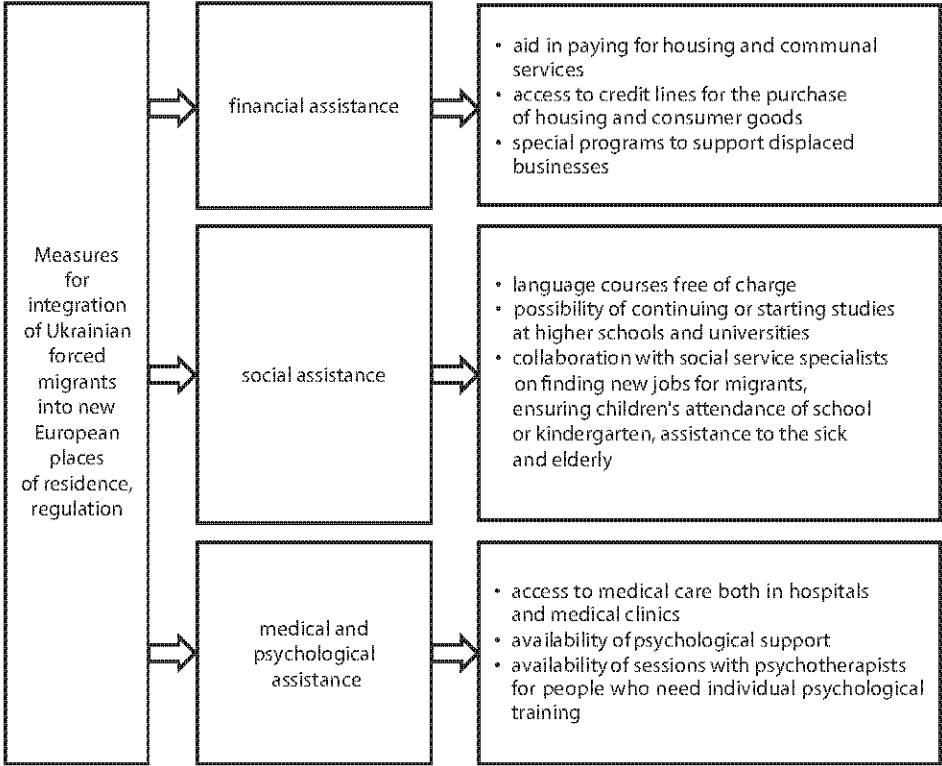 Measures
for
integration
of Ukrainian
forced
migrants
into new
European
places
of residence,
regulation
financial assistance
• aid in paying for housing and communal
services
• access to credit lines for the purchase
of housing and consumer goods
• special programs to support displaced
businesses
social assistance
• language courses free of charge
• possibility of continuing or starting studies
at higher schools and universities
• collaboration with social service specialists
on finding new jobs for migrants,
ensuring children's attendance of school
or kindergarten, assistance to the sick
and elderly
medical and
psychological
assistance
• access to medical care both in hospitals
and medical clinics
• availability of psychological support
• availability of sessions with psychotherapists
for people who need individual psychological
training